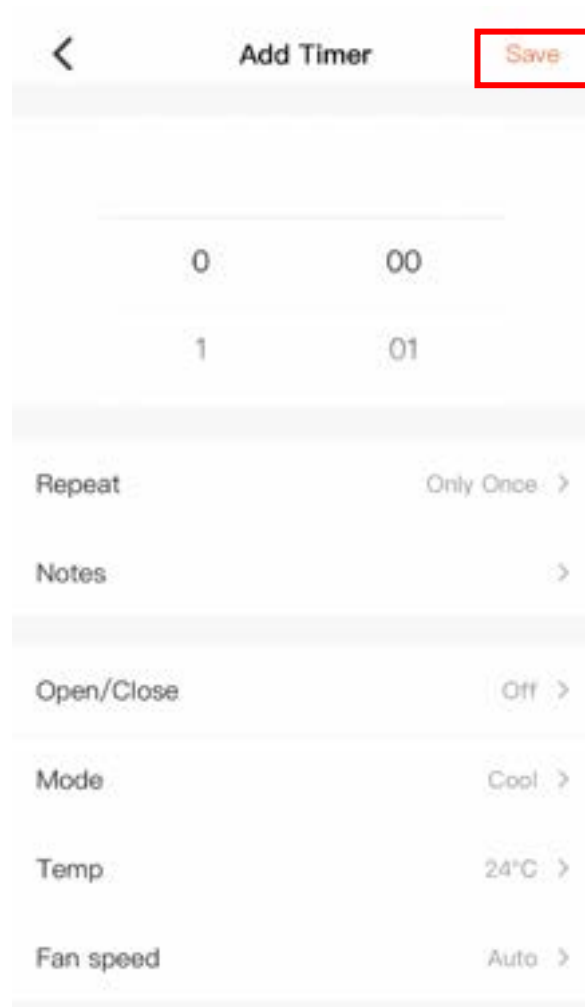 Add Timer Save
0 00
1 01
Repeat Only Once >
Notes >
Open/Close Off >
Mode Cool >
Temp 24°C >
Fan speed Auto >